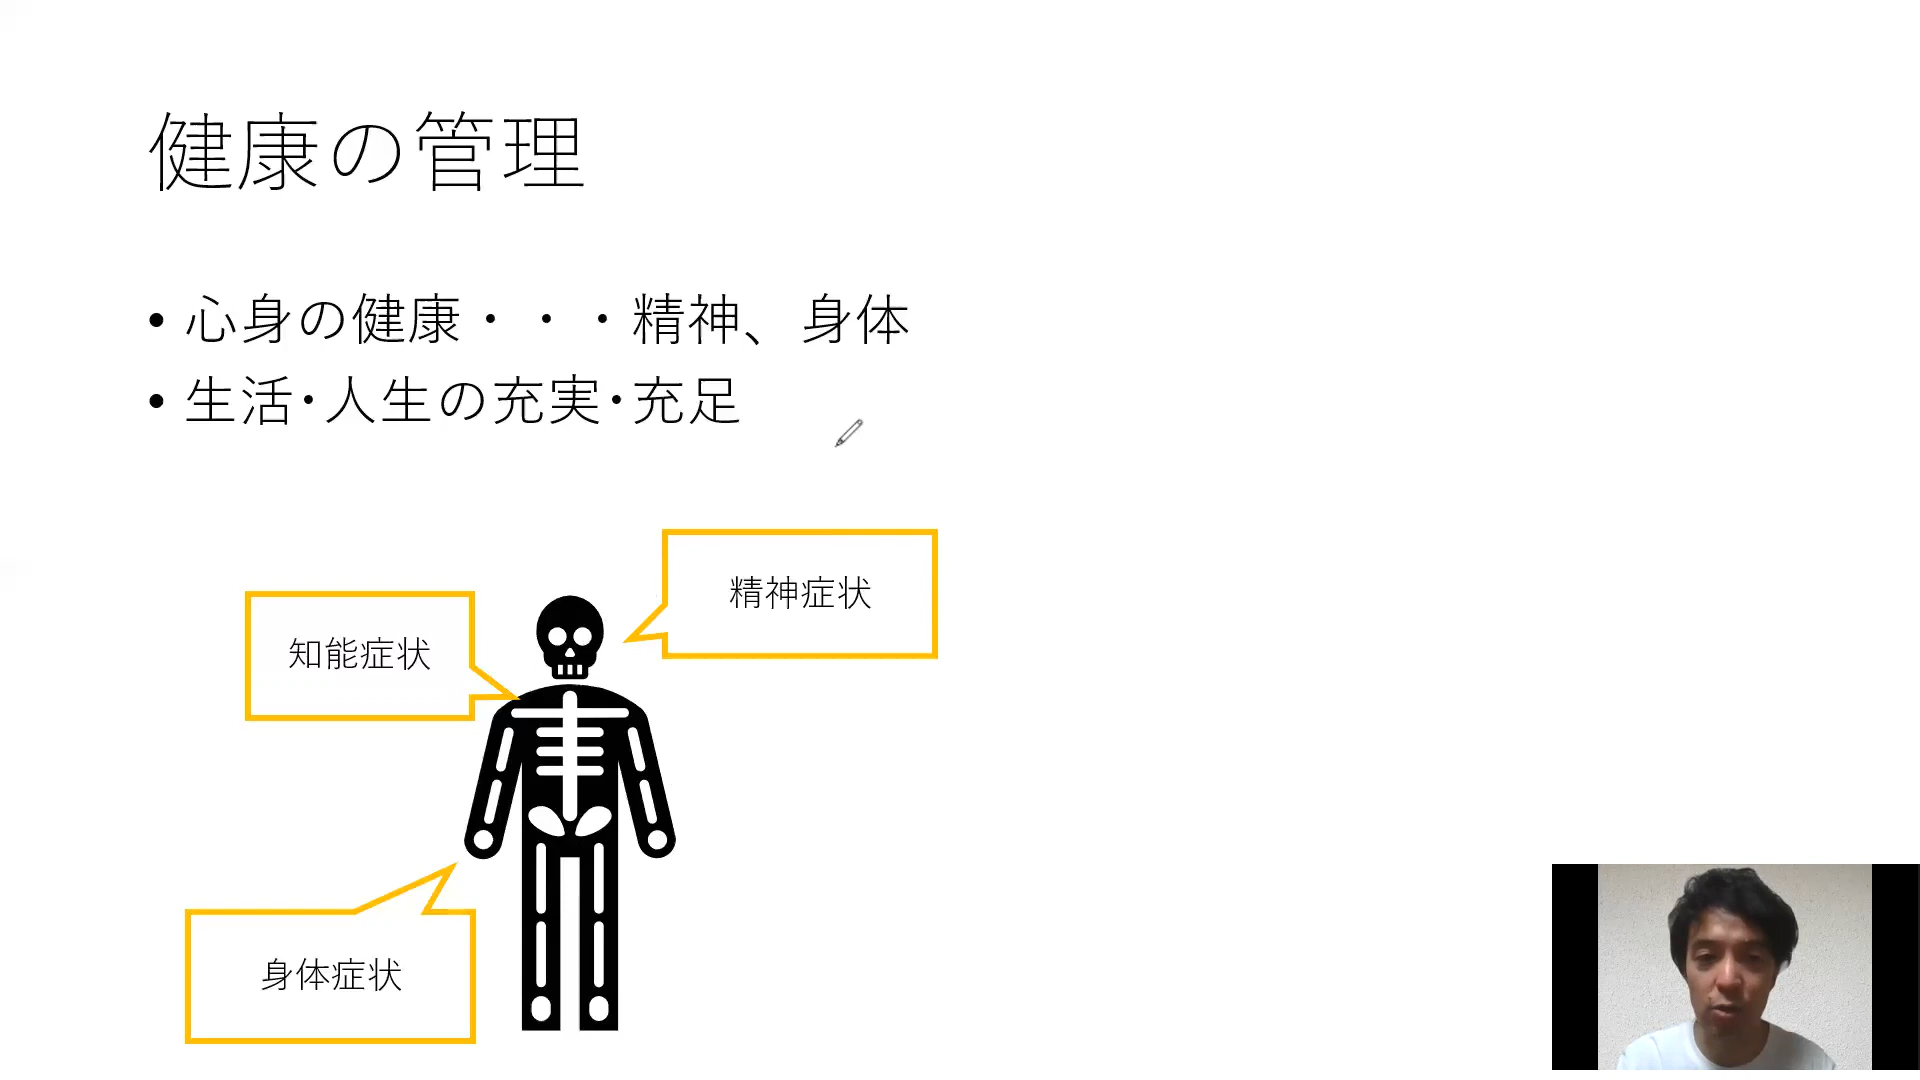 健康の管理
• 心身の健康・・・精神、身体
• 生活･人生の充実･充足
精神症状
知能症状
身体症状